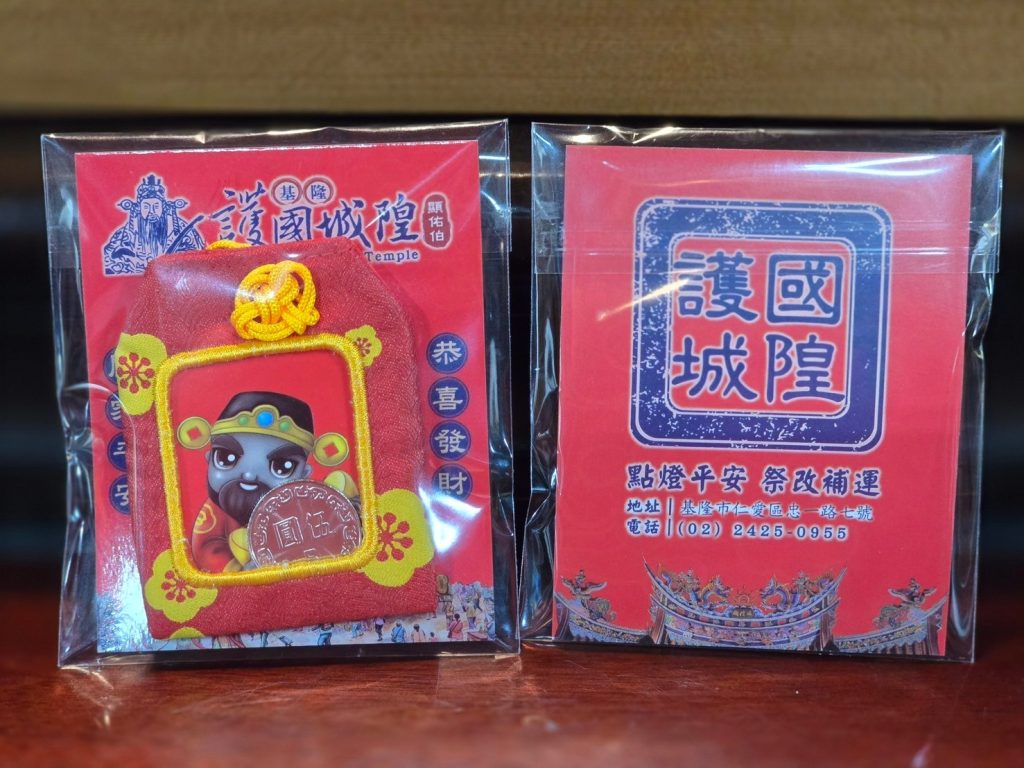 基隆
護國城隍
顯佑伯
Temple
恭喜發財
安
伍圓
護國
城隍
點燈平安 祭改補運
地址 基隆市仁愛區忠一路七號
電話 (02) 2425-0955